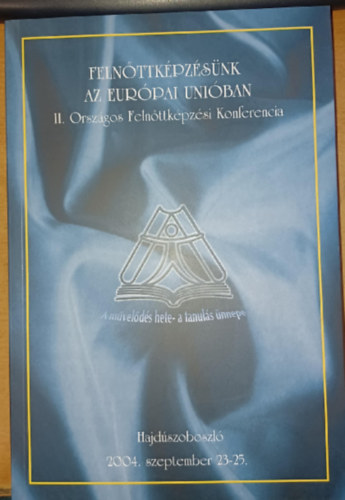 FELNŐTTKÉPZÉSÜNK
AZ EURÓPAI UNIÓBAN
II. Országos Felnőttképzési Konferencia
A művelődés hete- a tanulás ünnepe
Hajdúszoboszló
2004. szeptember 23-25.